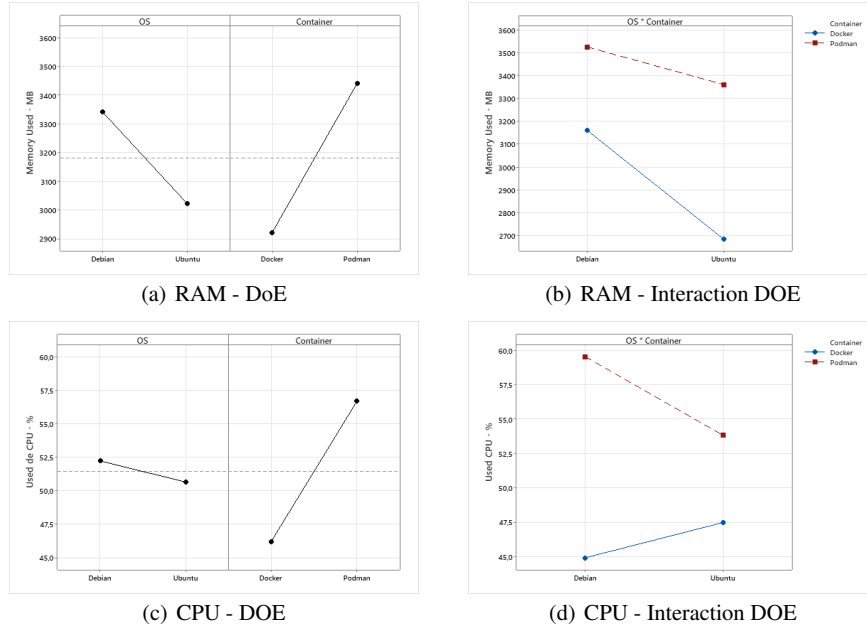 OS Container
Memory Used - MB
3600
3500
3400
3300
3200
3100
3000
2900
Debian Ubuntu Docker Podman
(a) RAM - DoE
OS * Container
Container
Docker
Podman
Memory Used - MB
3600
3500
3400
3300
3200
3100
3000
2900
2800
2700
Debian Ubuntu
(b) RAM - Interaction DOE
OS Container
Used de CPU - %
60,0
57,5
55,0
52,5
50,0
47,5
45,0
Debian Ubuntu Docker Podman
(c) CPU - DOE
OS * Container
Container
Docker
Podman
Used CPU - %
60,0
57,5
55,0
52,5
50,0
47,5
45,0
Debian Ubuntu
(d) CPU - Interaction DOE